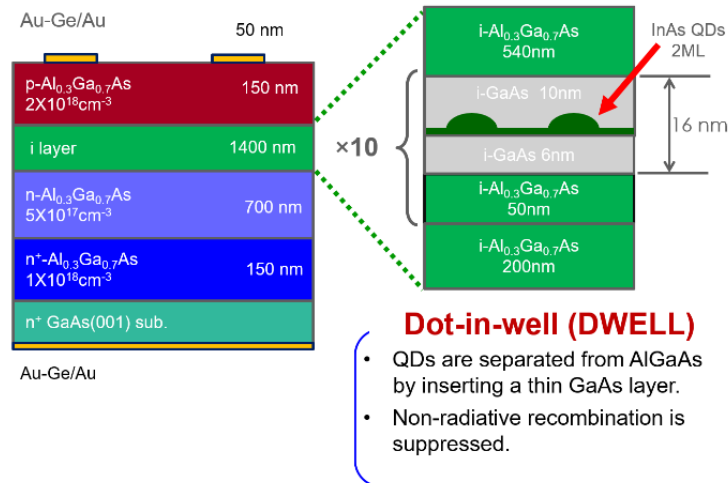 Au-Ge/Au
50 nm
p-Al0.3Ga0.7As
2X10¹⁸cm⁻³
150 nm
i layer
1400 nm
n-Al0.3Ga0.7As
5X10¹⁷cm⁻³
700 nm
n⁺-Al0.3Ga0.7As
1X10¹⁸cm⁻³
150 nm
n⁺ GaAs(001) sub.
Au-Ge/Au
i-Al0.3Ga0.7As
540nm
InAs QDs
2ML
i-GaAs 10nm
×10
16 nm
i-GaAs 6nm
i-Al0.3Ga0.7As
50nm
i-Al0.3Ga0.7As
200nm
Dot-in-well (DWELL)
• QDs are separated from AlGaAs
by inserting a thin GaAs layer.
• Non-radiative recombination is
suppressed.